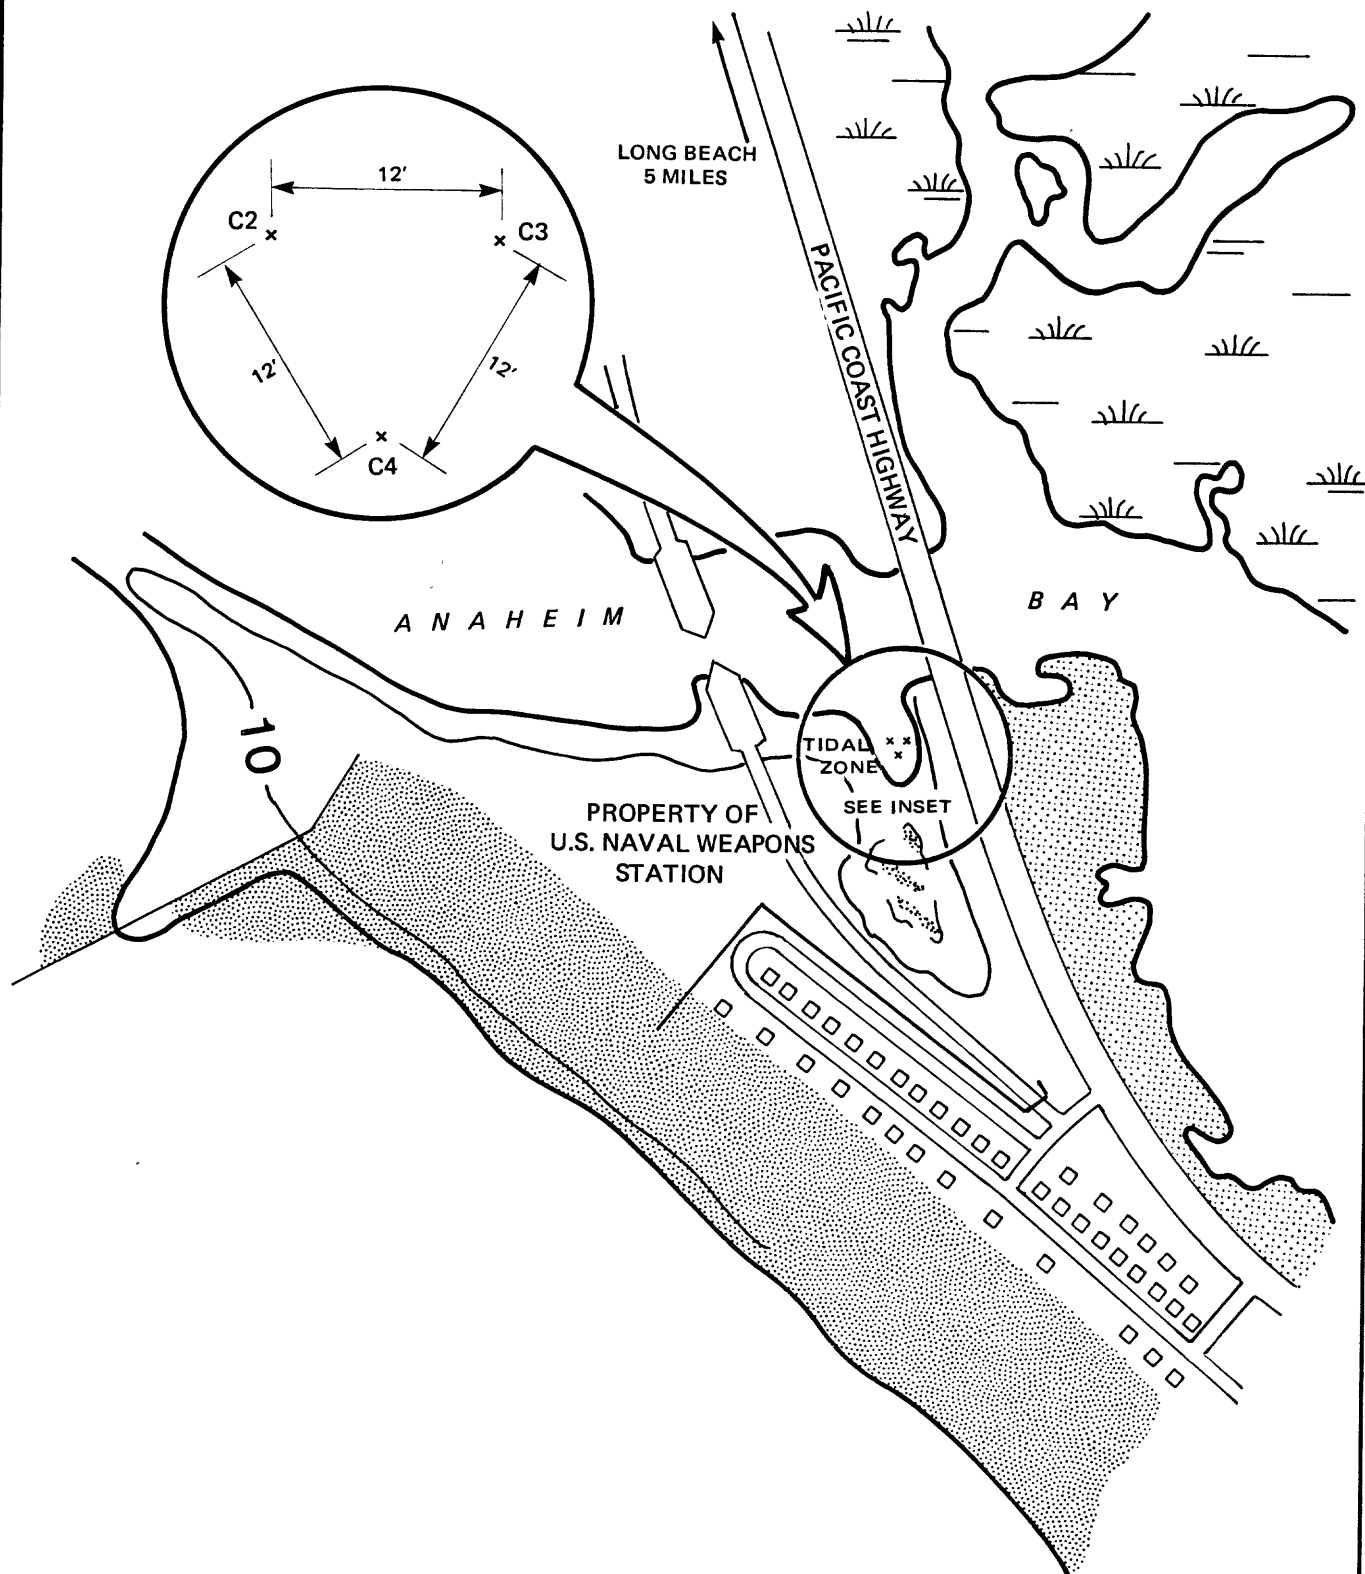 LONG BEACH
5 MILES
12'
C2
C3
12'
12'
C4
PACIFIC COAST HIGHWAY
ANAHEIM
BAY
10
TIDAL
ZONE
SEE INSET
PROPERTY OF
U.S. NAVAL WEAPONS
STATION